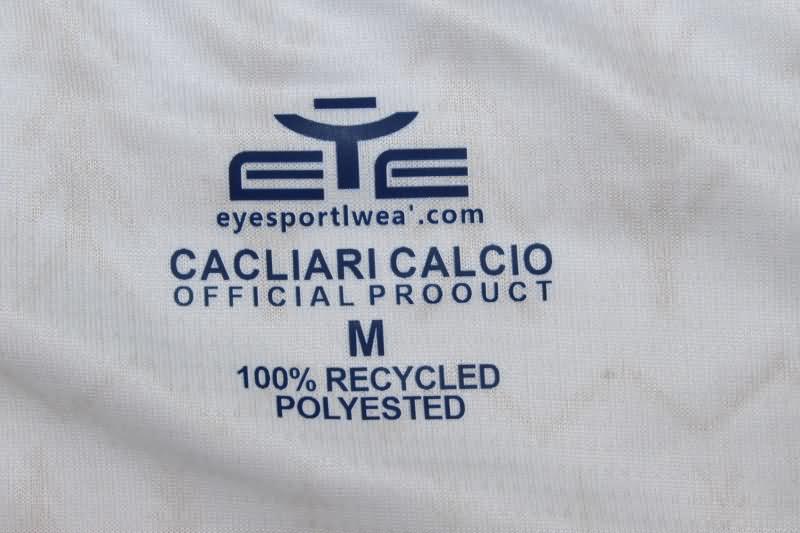 EYE
eyesportlwea'.com
CACLIARI CALCIO
OFFICIAL PROOUCT
M
100% RECYCLED
POLYESTED